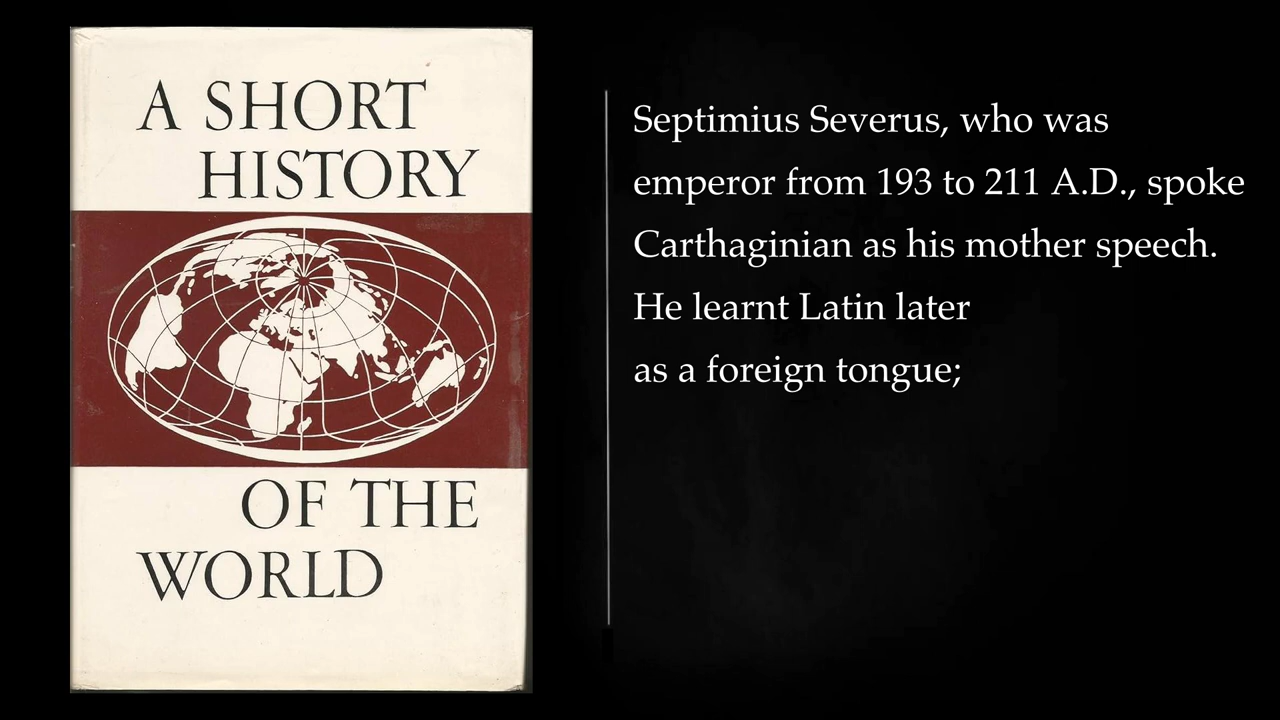 A SHORT
HISTORY
OF THE
WORLD
Septimius Severus, who was
emperor from 193 to 211 A.D., spoke
Carthaginian as his mother speech.
He learnt Latin later
as a foreign tongue;